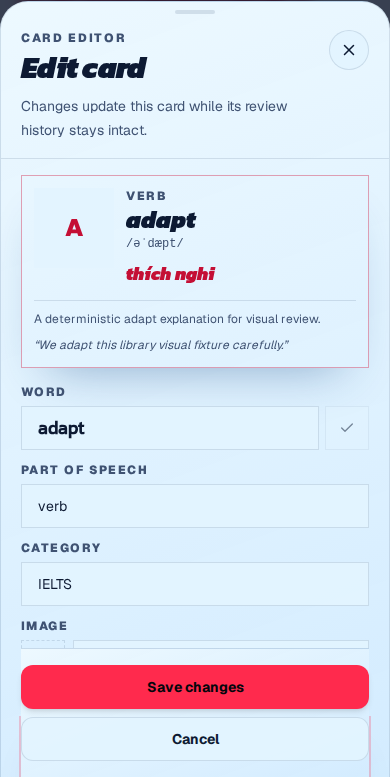 CARD EDITOR
Edit card
Changes update this card while its review
history stays intact.
A
VERB
adapt
/əˈdæpt/
thích nghi
A deterministic adapt explanation for visual review.
“We adapt this library visual fixture carefully.”
WORD
adapt
PART OF SPEECH
verb
CATEGORY
IELTS
IMAGE
Save changes
Cancel